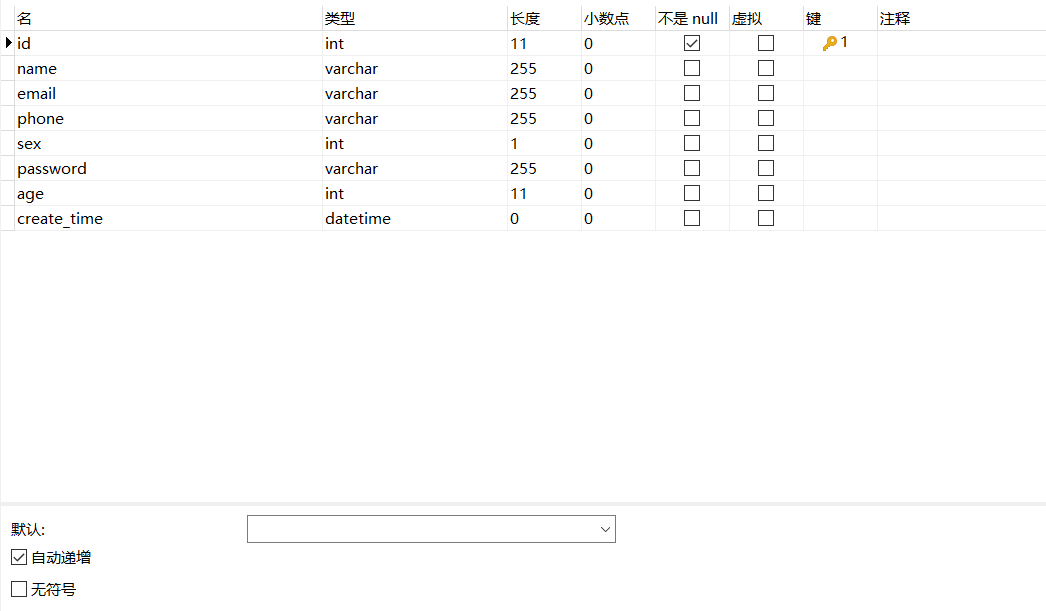 名 类型 长度 小数点 不是 null 虚拟 键 注释
id int 11 0 1
name varchar 255 0
email varchar 255 0
phone varchar 255 0
sex int 1 0
password varchar 255 0
age int 11 0
create_time datetime 0 0
默认:
自动递增
无符号